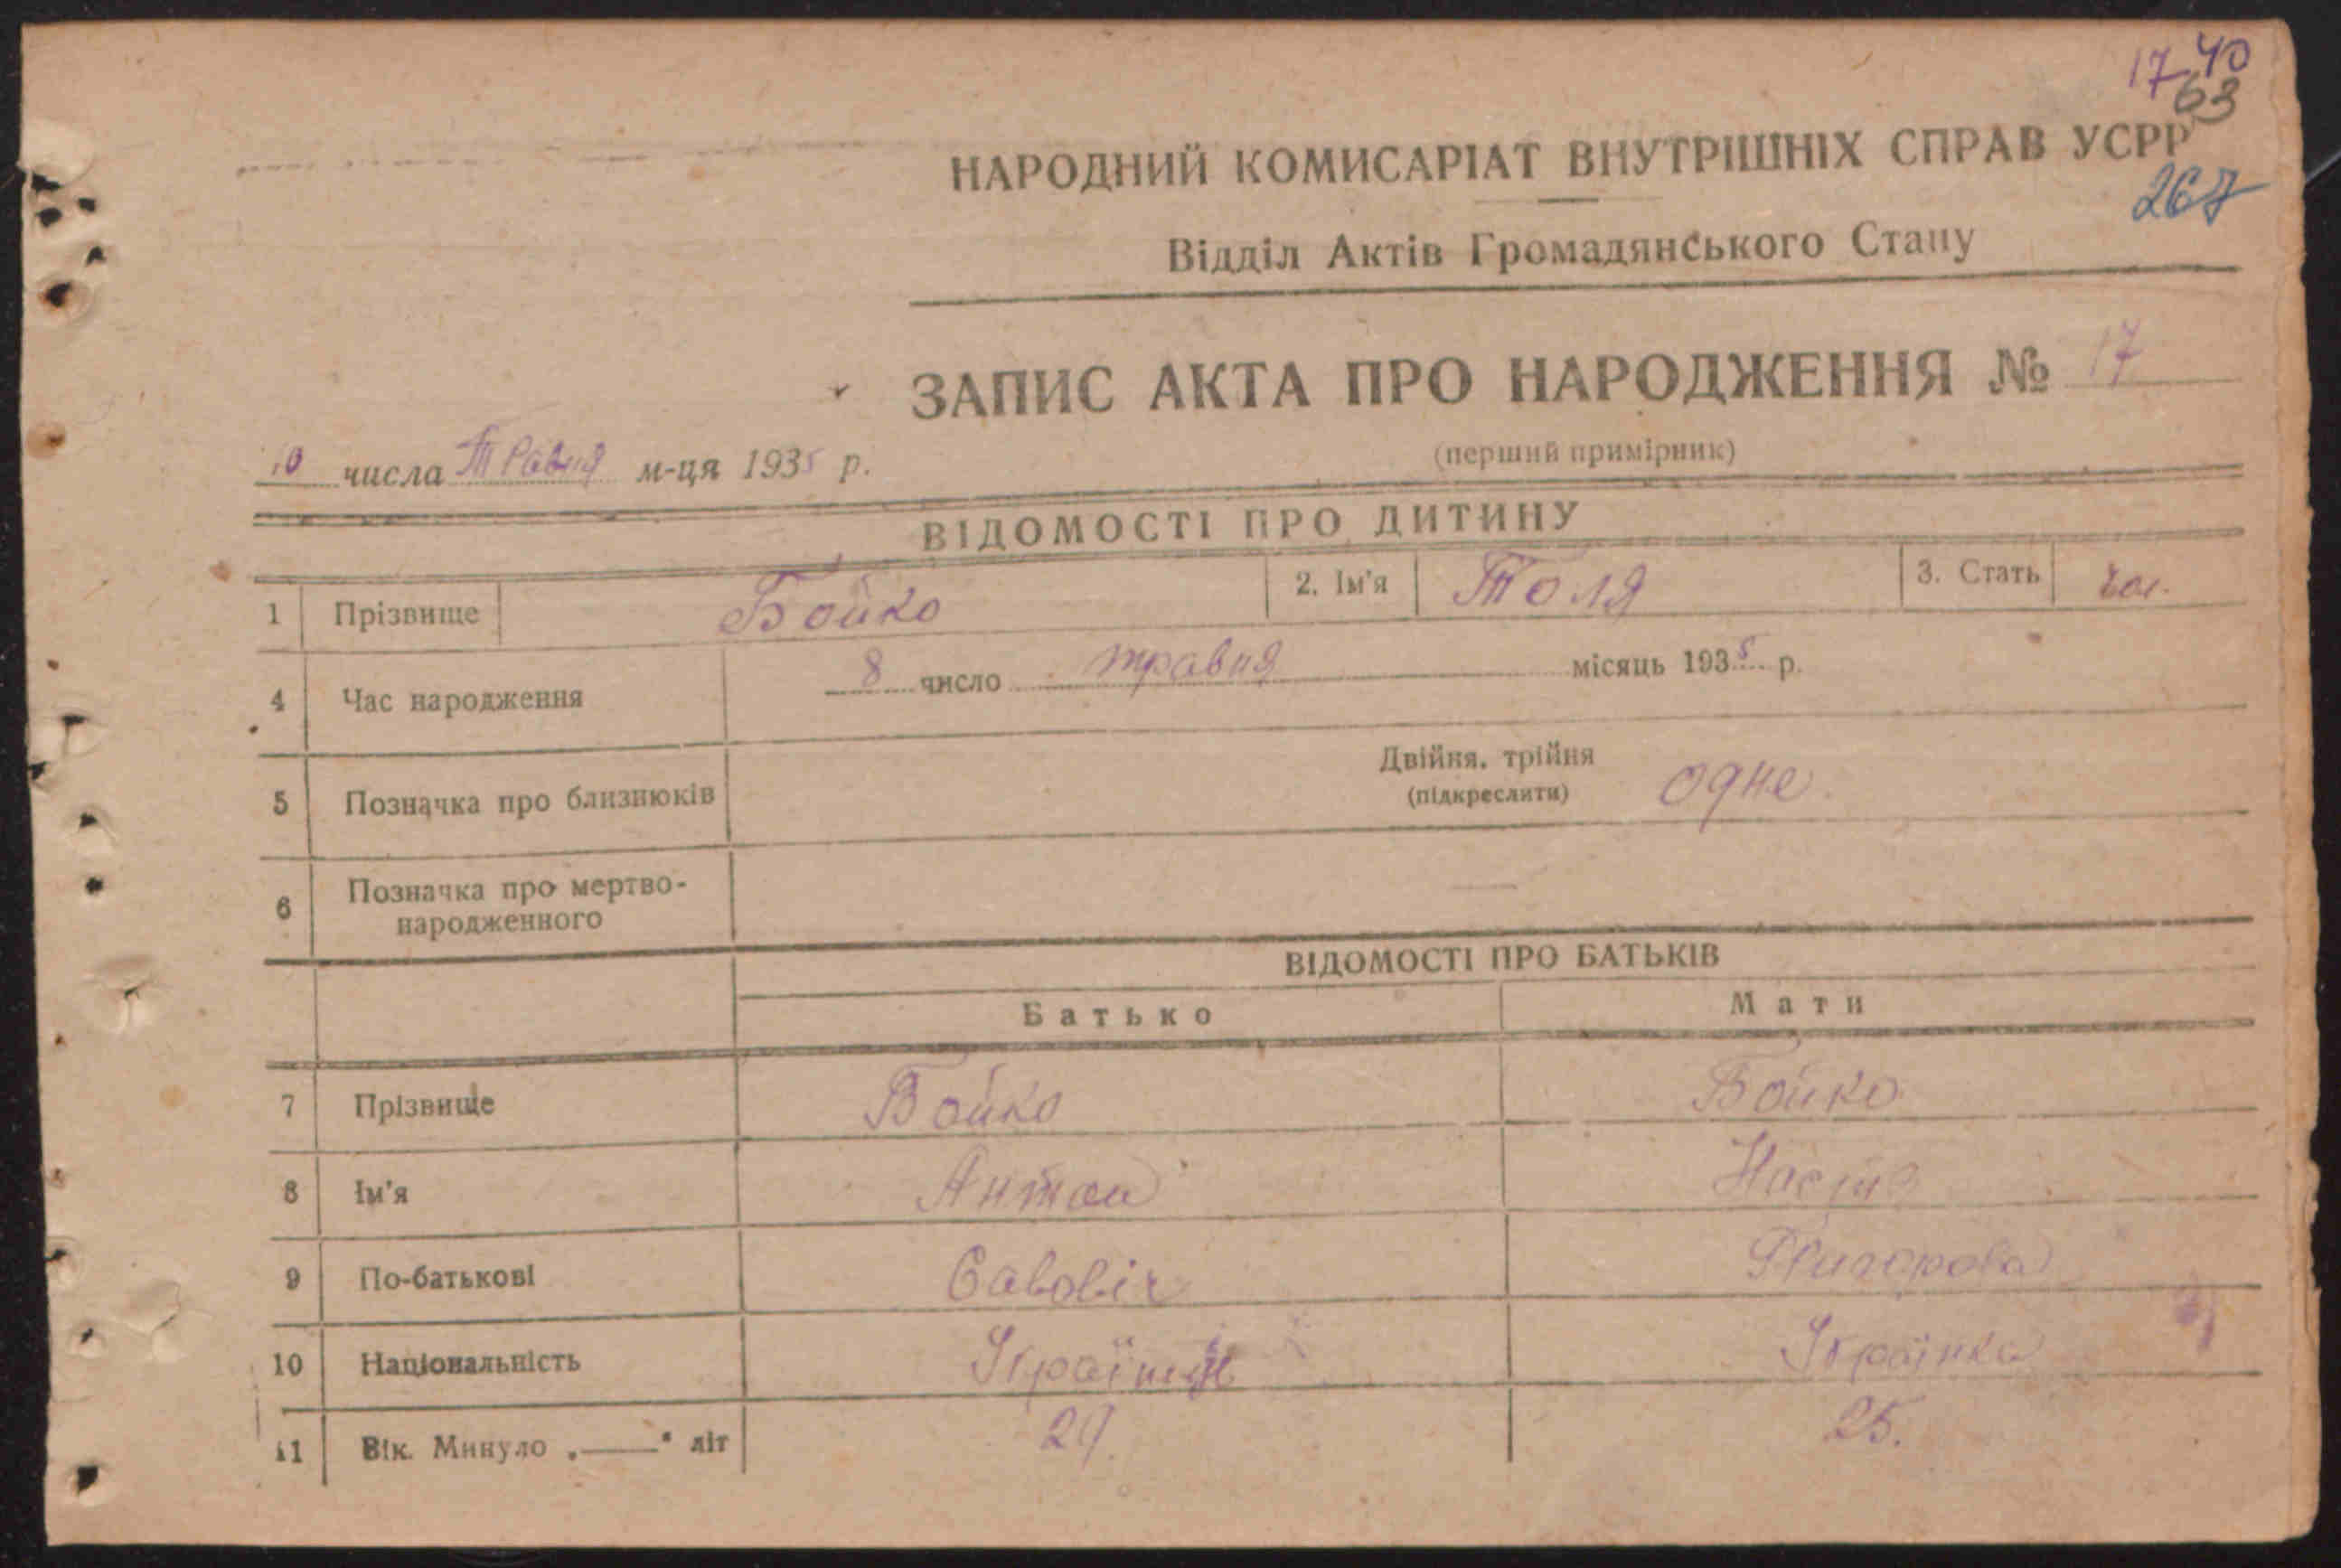 17 40
63
НАРОДНИЙ КОМИСАРІАТ ВНУТРІШНІХ СПРАВ УСРР
267
Відділ Актів Громадянського Стану
ЗАПИС АКТА ПРО НАРОДЖЕННЯ № 17
(перший примірник)
10 числа Травня м-ця 1935 р.
ВІДОМОСТІ ПРО ДИТИНУ
1 Прізвище Бойко 2. Ім'я Толя 3. Стать чол.
4 Час народження 8 число травня місяць 1935 р.
5 Позначка про близнюків Двійня, трійня
(підкреслити) одне.
6 Позначка про мертво-
народженного —
ВІДОМОСТІ ПРО БАТЬКІВ
Батько Мати
7 Прізвище Бойко Бойко
8 Ім'я Антон Настя
9 По-батькові Савовіч Григорова
10 Національність Українка
11 Вік. Минуло „——“ літ 29. 25.